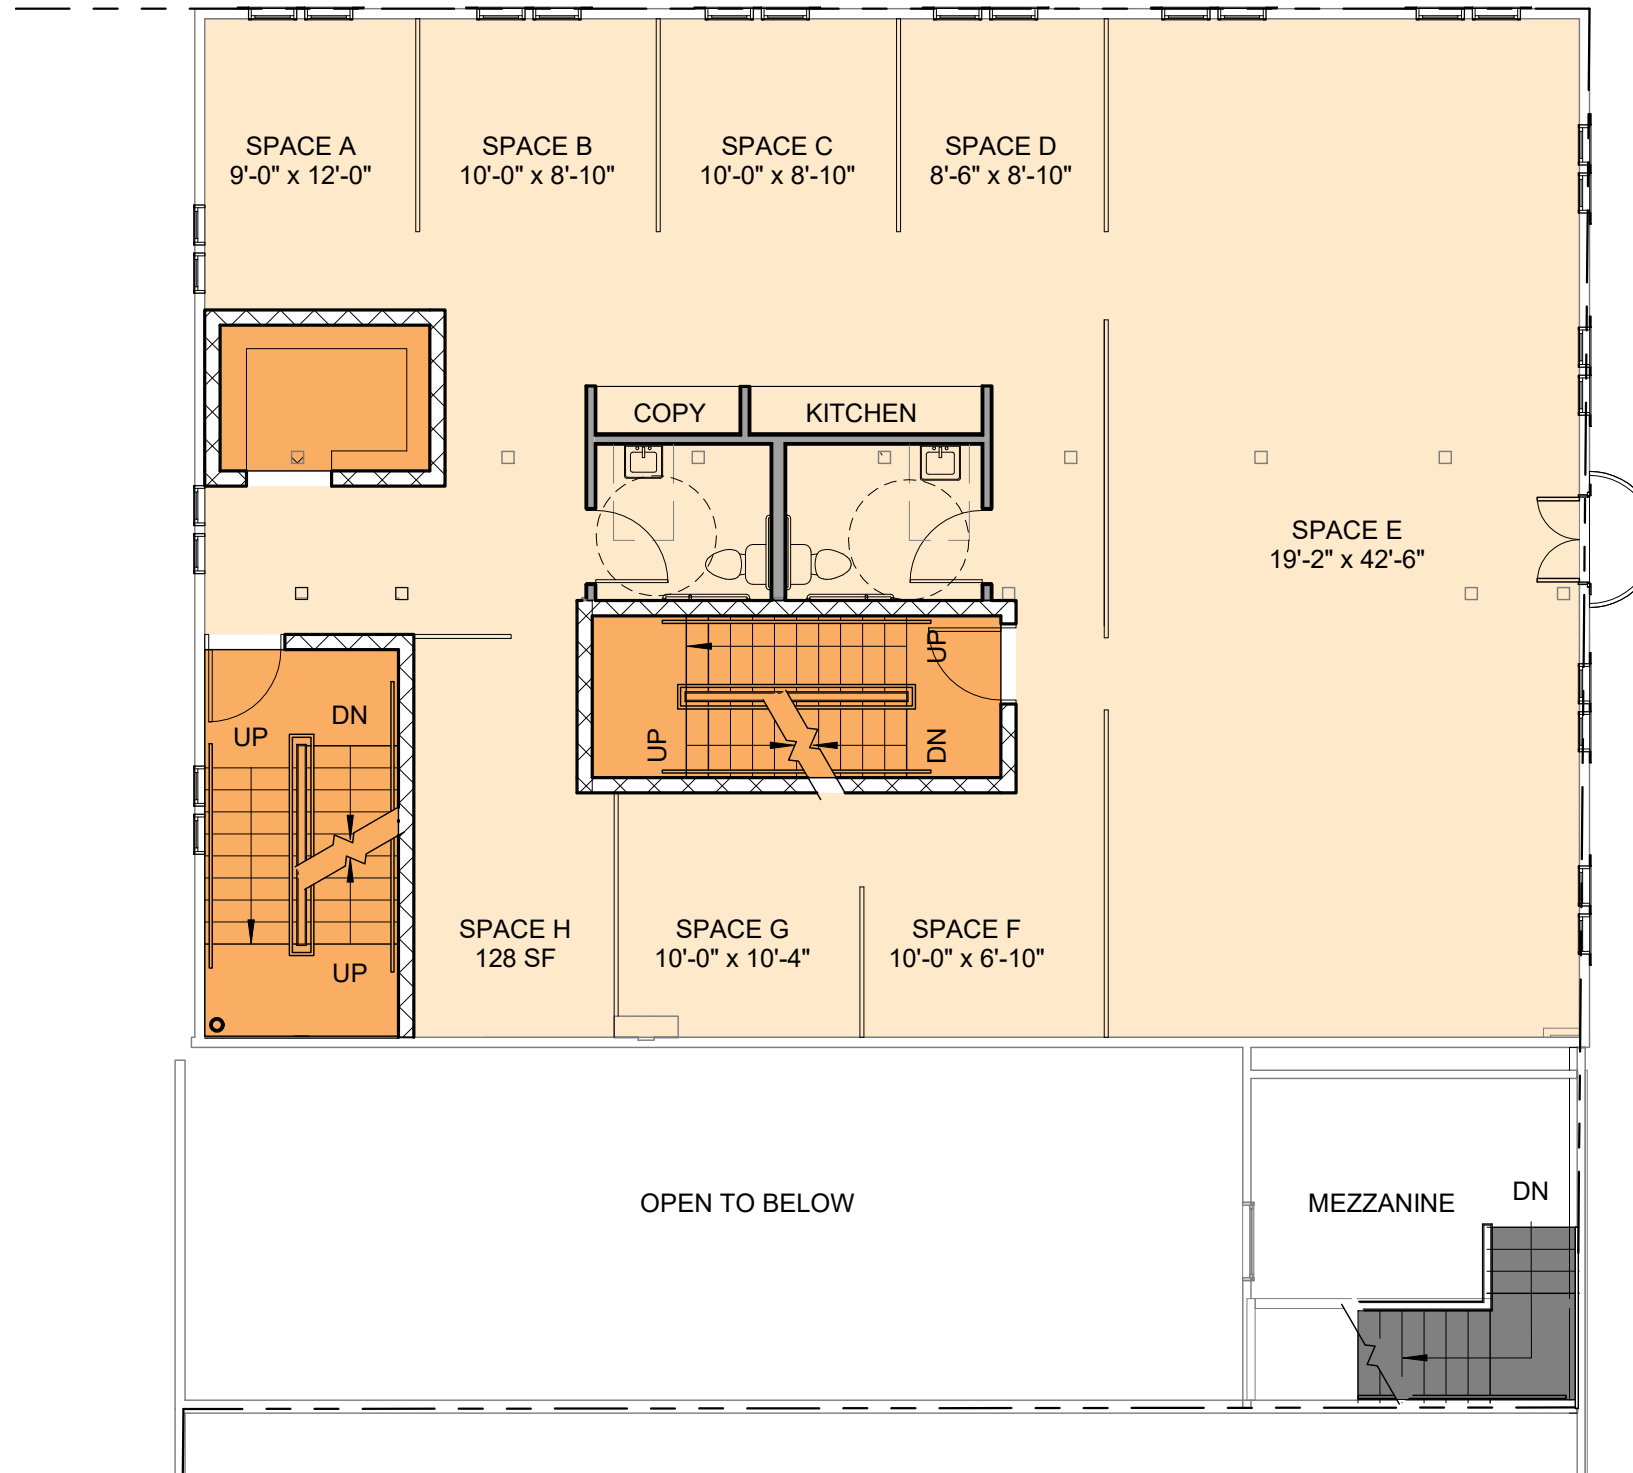 SPACE A
9'-0" x 12'-0"
SPACE B
10'-0" x 8'-10"
SPACE C
10'-0" x 8'-10"
SPACE D
8'-6" x 8'-10"
COPY
KITCHEN
SPACE E
19'-2" x 42'-6"
UP
UP
DN
UP
DN
UP
SPACE H
128 SF
SPACE G
10'-0" x 10'-4"
SPACE F
10'-0" x 6'-10"
OPEN TO BELOW
MEZZANINE
DN